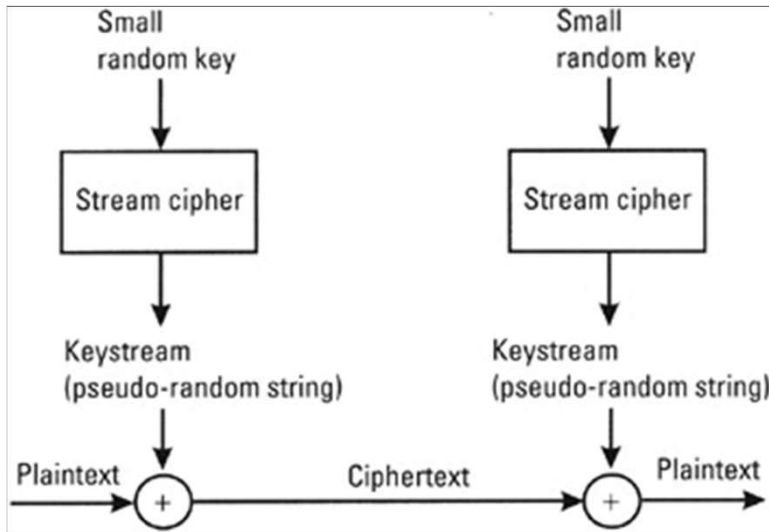 Small
random key
Small
random key
Stream cipher
Stream cipher
Keystream
(pseudo-random string)
Keystream
(pseudo-random string)
Plaintext
+
Ciphertext
+
Plaintext